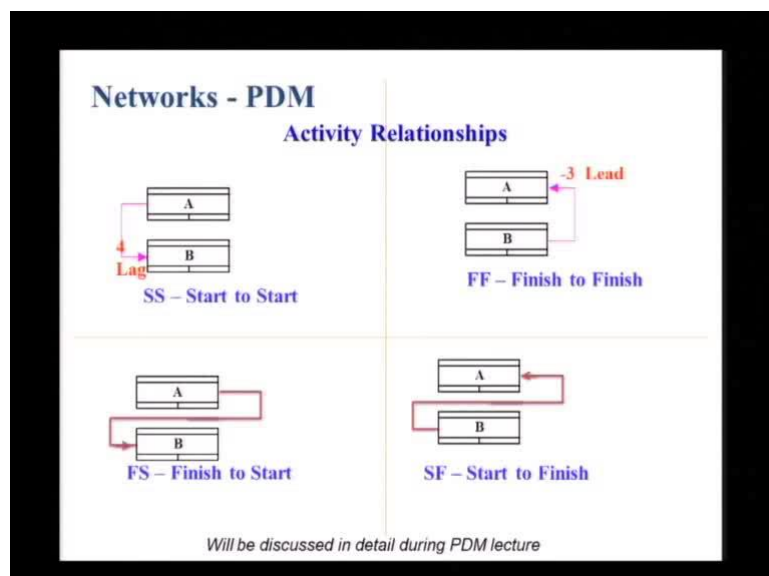 Networks - PDM
Activity Relationships
A
4
Lag
B
SS – Start to Start
-3 Lead
A
B
FF – Finish to Finish
A
B
FS – Finish to Start
A
B
SF – Start to Finish
Will be discussed in detail during PDM lecture